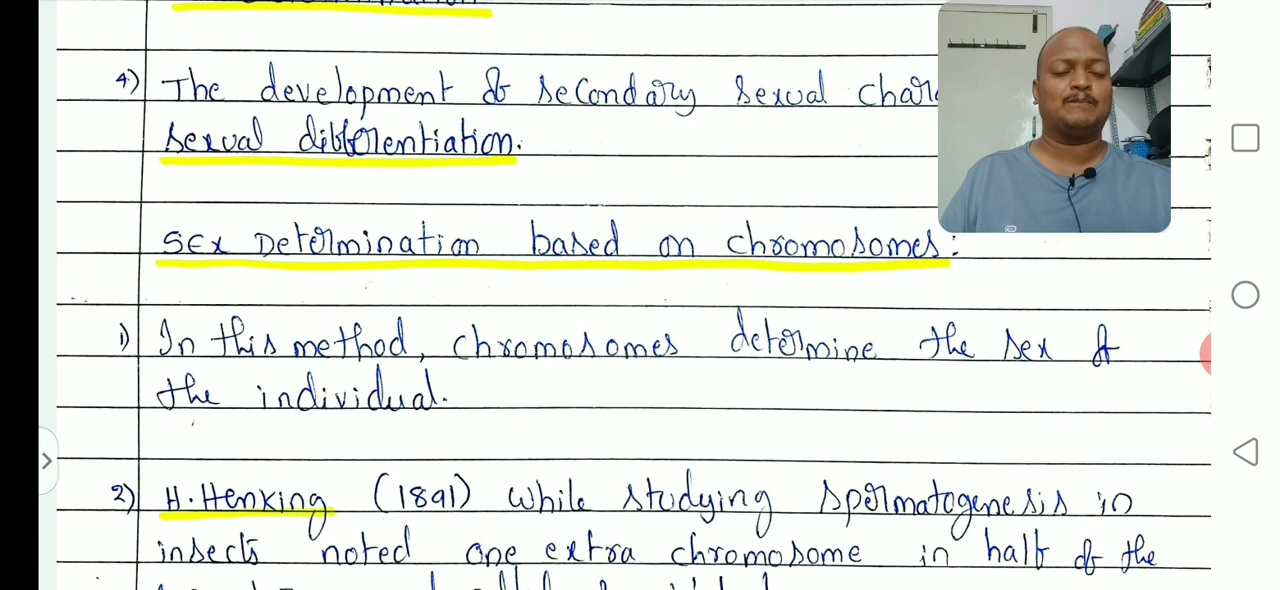 4) The development of secondary sexual
sexual differentiation.
Sex Determination based on chromosomes:
1) In this method, chromosomes determine the sex of
the individual.
2) H. Henking (1891) while studying spermatogenesis in
insects noted one extra chromosome in half of the